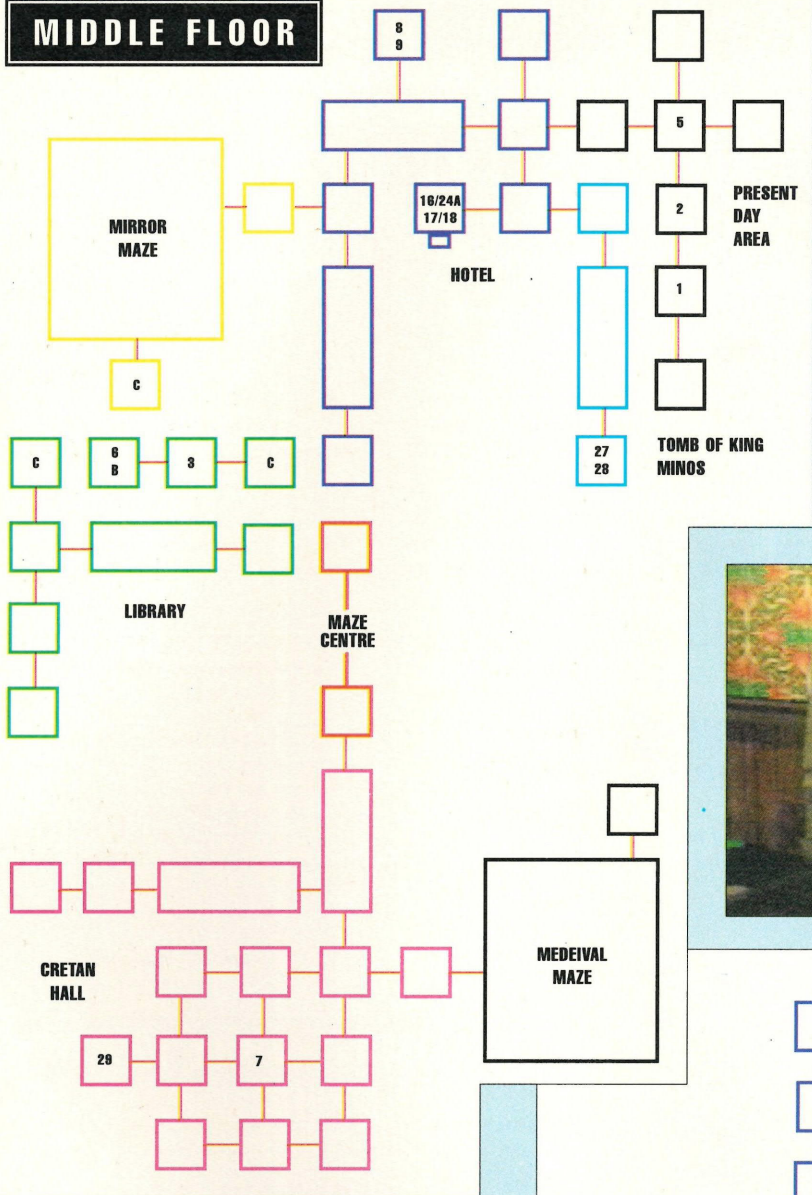 MIDDLE FLOOR
8
9
5
MIRROR
MAZE
16/24A
17/18
2
PRESENT
DAY
AREA
HOTEL
1
C
C
6
B
3
C
27
28
TOMB OF KING
MINOS
LIBRARY
MAZE
CENTRE
CRETAN
HALL
MEDEIVAL
MAZE
29
7